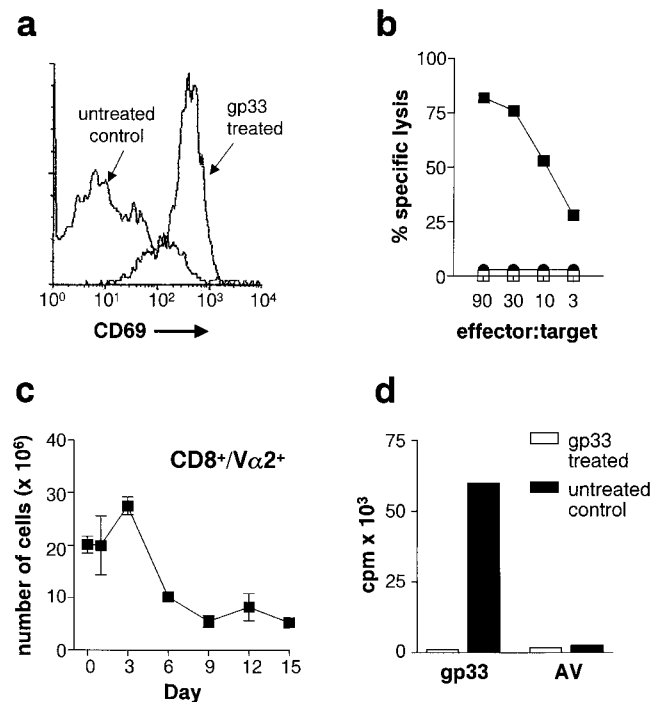 a
untreated
control
gp33
treated
10⁰ 10¹ 10² 10³ 10⁴
CD69
b
% specific lysis
100
75
50
25
0
90 30 10 3
effector:target
c
number of cells (x 10⁶)
40
30
20
10
0
CD8⁺/Vα2⁺
0 3 6 9 12 15
Day
d
cpm x 10³
75
50
25
0
gp33
treated
untreated
control
gp33 AV